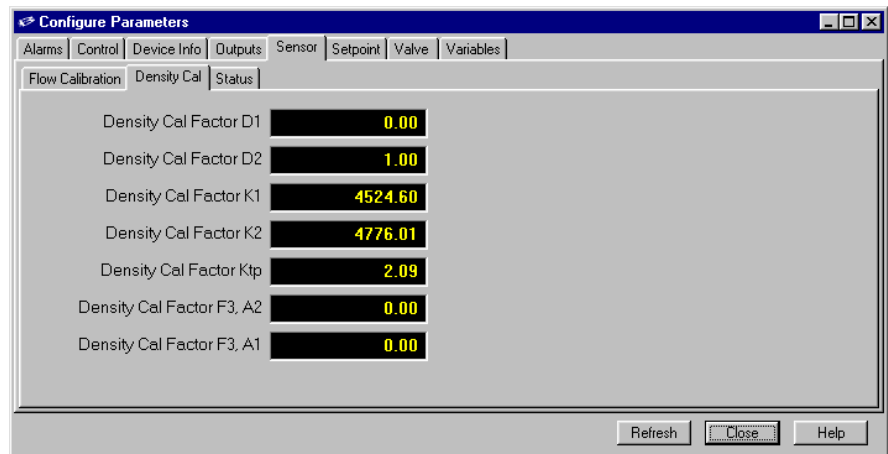 Configure Parameters
Alarms Control Device Info Outputs Sensor Setpoint Valve Variables
Flow Calibration Density Cal Status
Density Cal Factor D1 0.00
Density Cal Factor D2 1.00
Density Cal Factor K1 4524.60
Density Cal Factor K2 4776.01
Density Cal Factor Ktp 2.09
Density Cal Factor F3, A2 0.00
Density Cal Factor F3, A1 0.00
Refresh Close Help